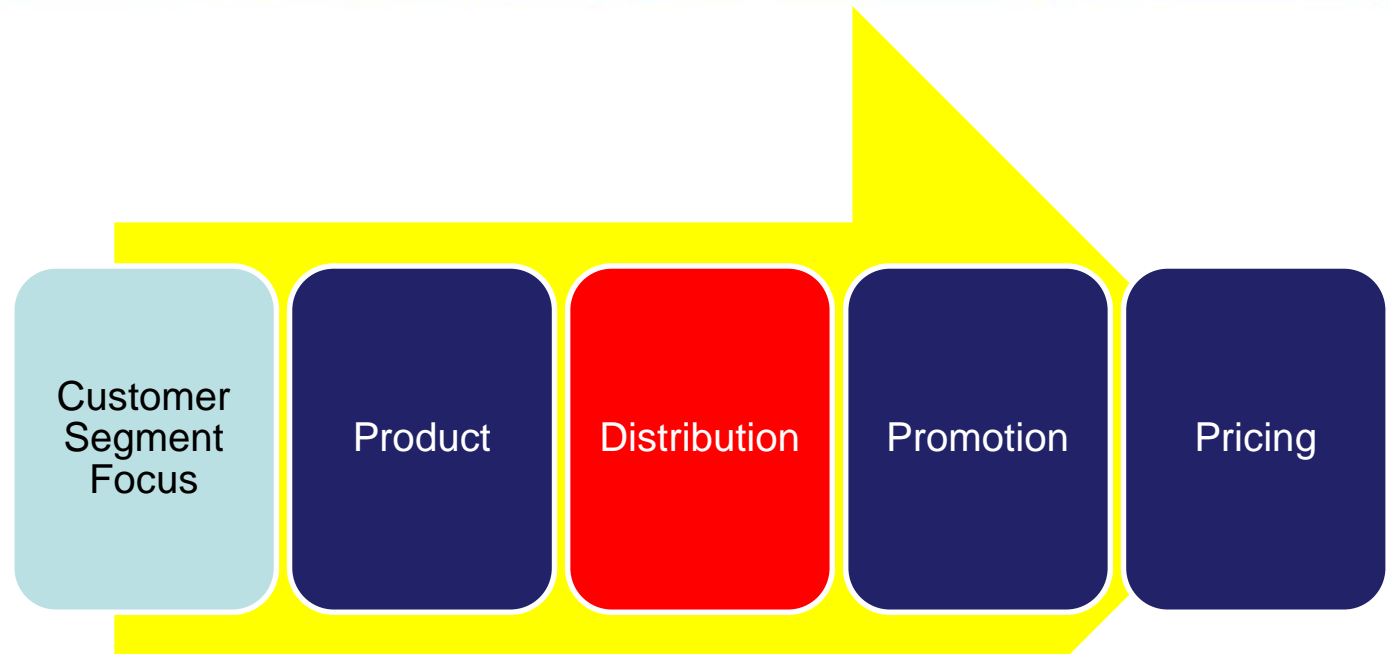 Customer
Segment
Focus
Product
Distribution
Promotion
Pricing